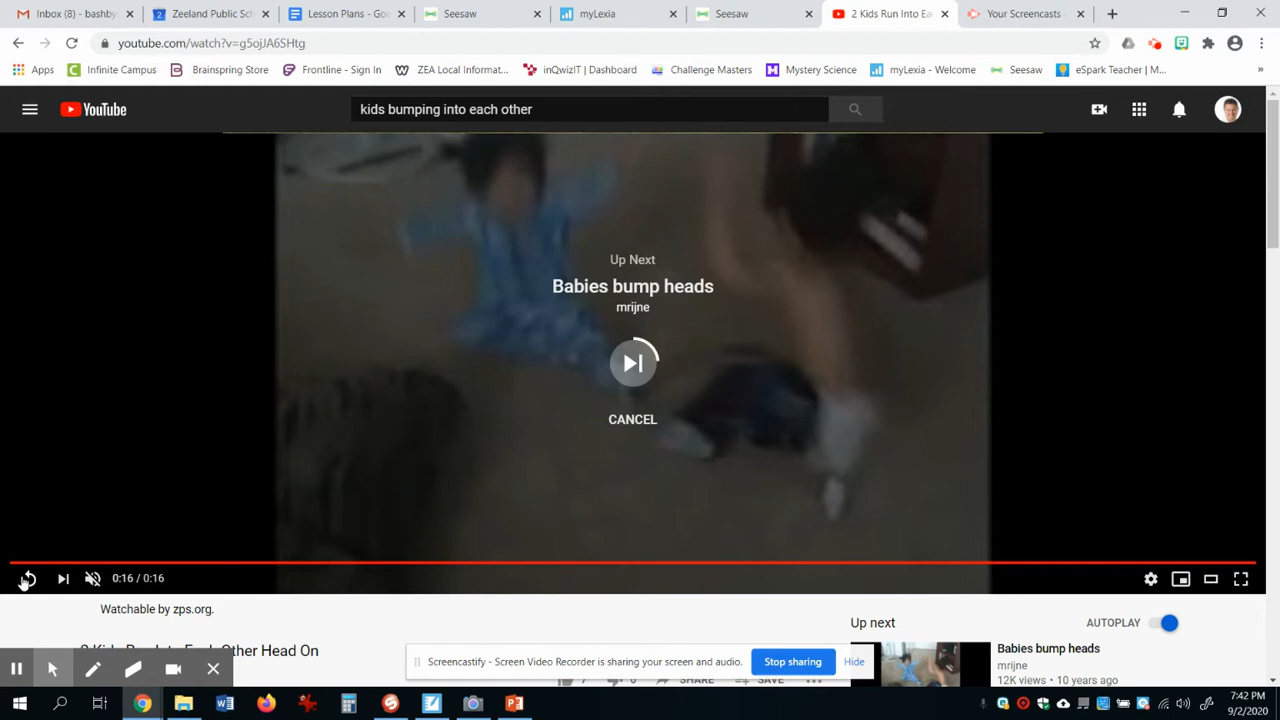 Inbox (8) - bashby
Zeeland Public Sch
Lesson Plans - Goo
Seesaw
myLexia
Seesaw
2 Kids Run Into Ea
Your Screencasts -
youtube.com/watch?v=g5ojJA6SHtg
Apps
Infinite Campus
Brainspring Store
Frontline - Sign In
ZEA Local Informat...
inQwizIT | Dashboard
Challenge Masters
Mystery Science
myLexia - Welcome
Seesaw
eSpark Teacher | M...
YouTube
kids bumping into each other
Up Next
Babies bump heads
mrijne
CANCEL
0:16 / 0:16
Watchable by zps.org.
Up next
AUTOPLAY
Other Head On
Babies bump heads
mrijne
12K views • 10 years ago
Screencastify - Screen Video Recorder is sharing your screen and audio.
Stop sharing
Hide
SHARE
SAVE
7:42 PM
9/2/2020